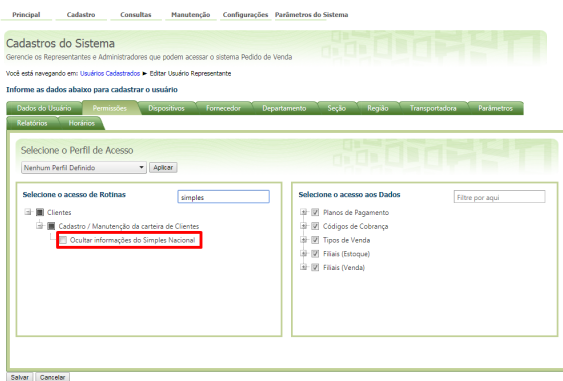 Principal Cadastro Consultas Manutenção Configurações Parâmetros do Sistema
Cadastros do Sistema
Gerencie os Representantes e Administradores que podem acessar o sistema Pedido de Venda
Você está navegando em: Usuários Cadastrados ► Editar Usuário Representante
Informe as dados abaixo para cadastrar o usuário
Dados do Usuário Permissões Dispositivos Fornecedor Departamento Seção Região Transportadora Parâmetros
Relatórios Horários
Selecione o Perfil de Acesso
Nenhum Perfil Definido Aplicar
Selecione o acesso de Rotinas simples
Clientes
Cadastro / Manutenção da carteira de Clientes
Ocultar informações do Simples Nacional
Selecione o acesso aos Dados Filtre por aqui
Planos de Pagamento
Códigos de Cobrança
Tipos de Venda
Filiais (Estoque)
Filiais (Venda)
Salvar Cancelar